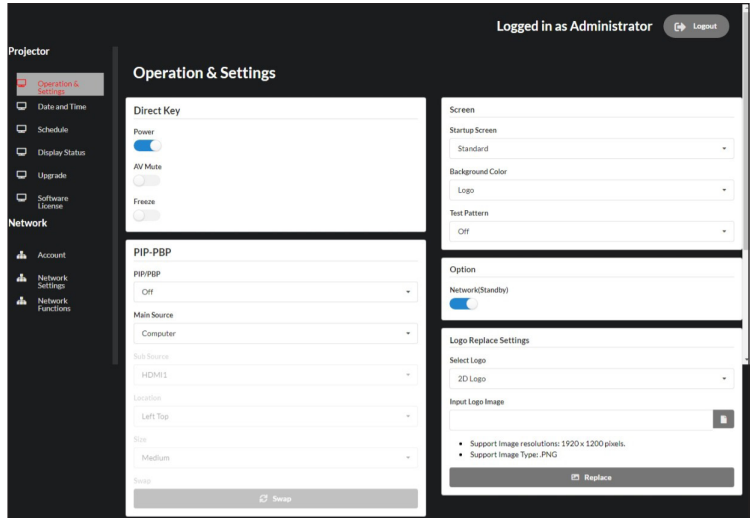 Logged in as Administrator
Logout
Projector
Operation &
Settings
Date and Time
Schedule
Display Status
Upgrade
Software
License
Network
Account
Network
Settings
Network
Functions
Operation & Settings
Direct Key
Power
AV Mute
Freeze
PIP-PBP
PIP/PBP
Off
Main Source
Computer
Sub Source
HDMI1
Location
Left Top
Size
Medium
Swap
Swap
Screen
Startup Screen
Standard
Background Color
Logo
Test Pattern
Off
Option
Network(Standby)
Logo Replace Settings
Select Logo
2D Logo
Input Logo Image
Support Image resolutions: 1920 x 1200 pixels.
Support Image Type: .PNG
Replace